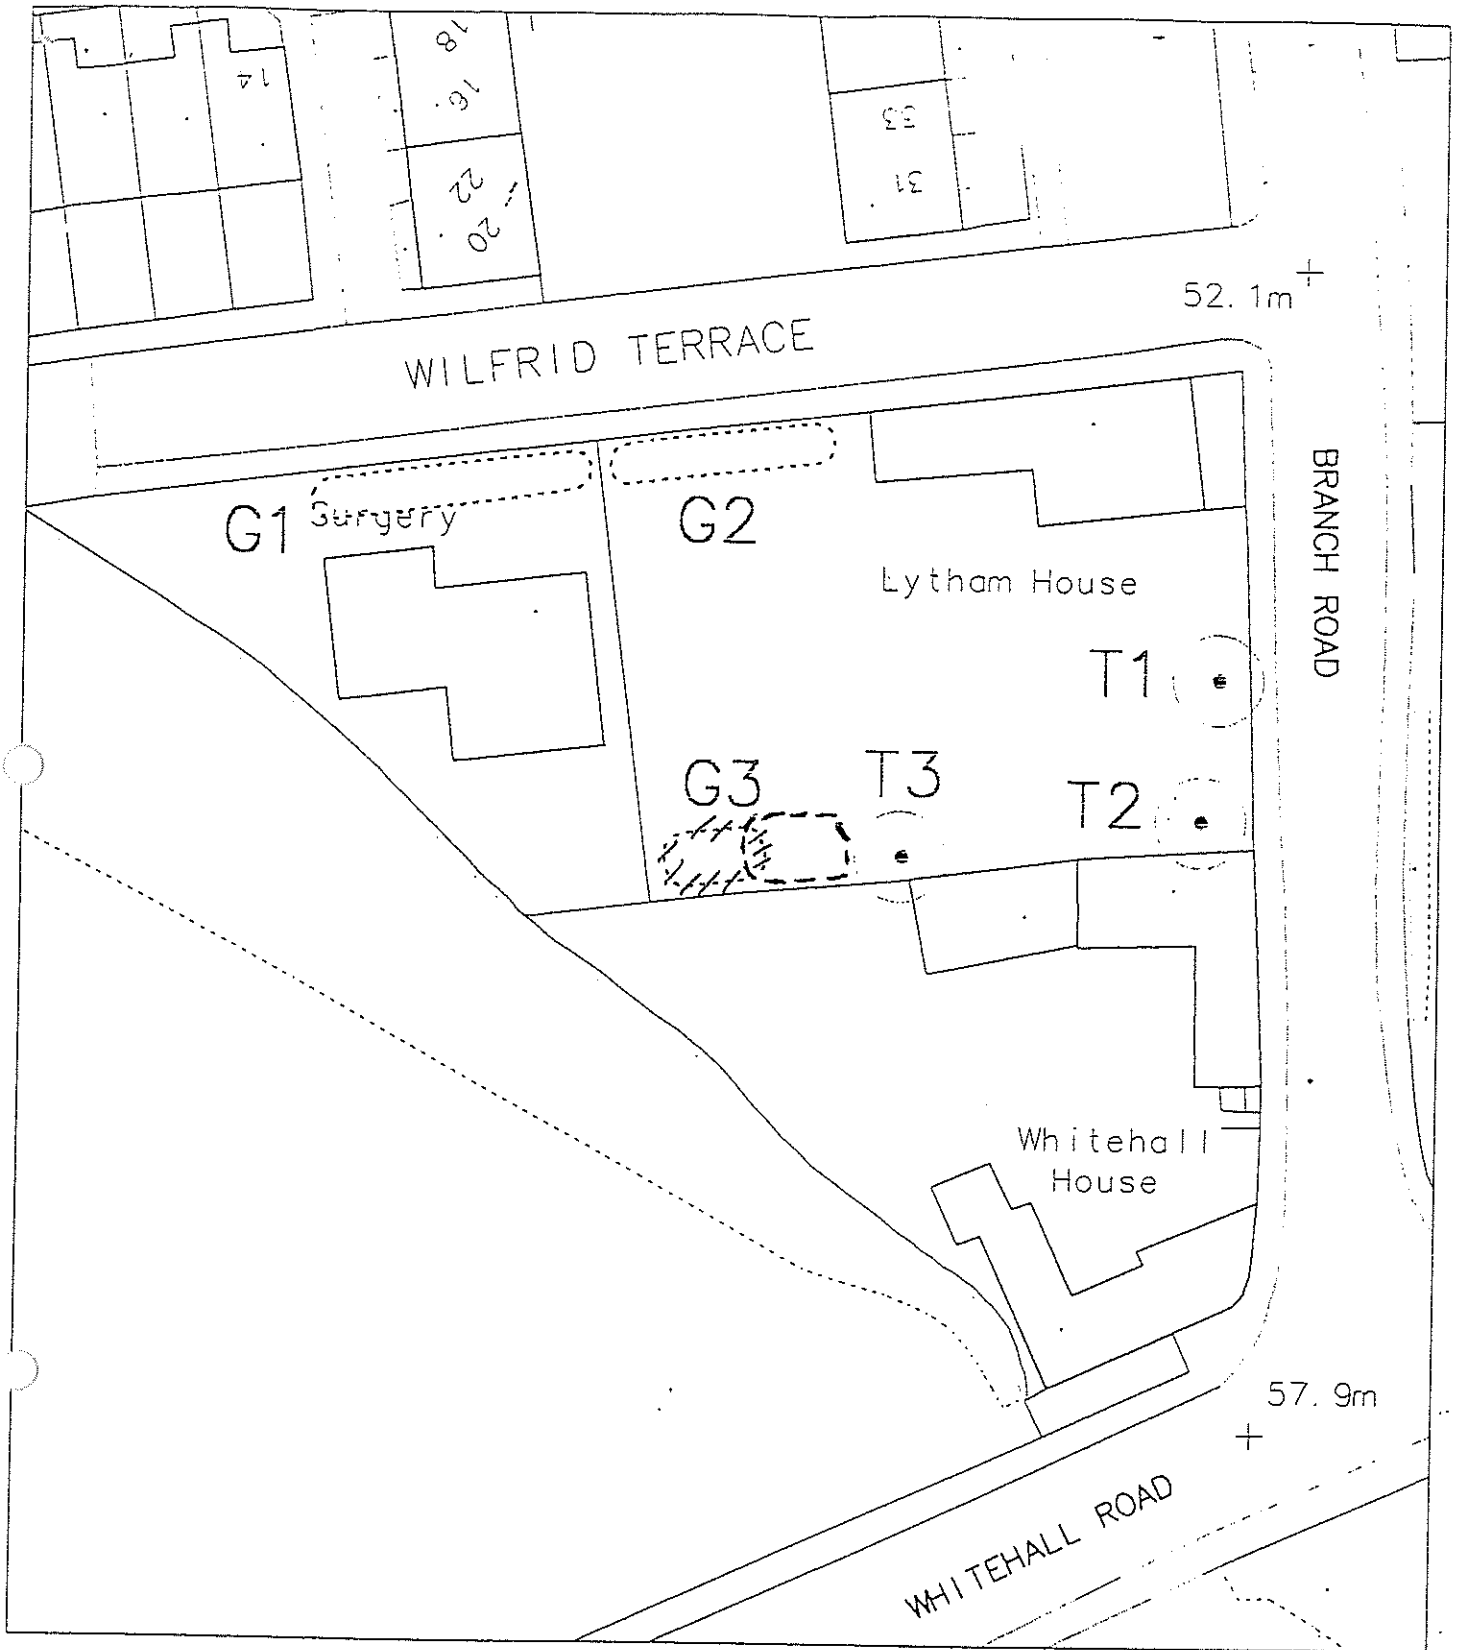 18
14
16
33
22
31
20
52.1m
WILFRID TERRACE
BRANCH ROAD
G1
Surgery
G2
Lytham House
T1
G3
T3
T2
Whitehall
House
57.9m
WHITEHALL ROAD